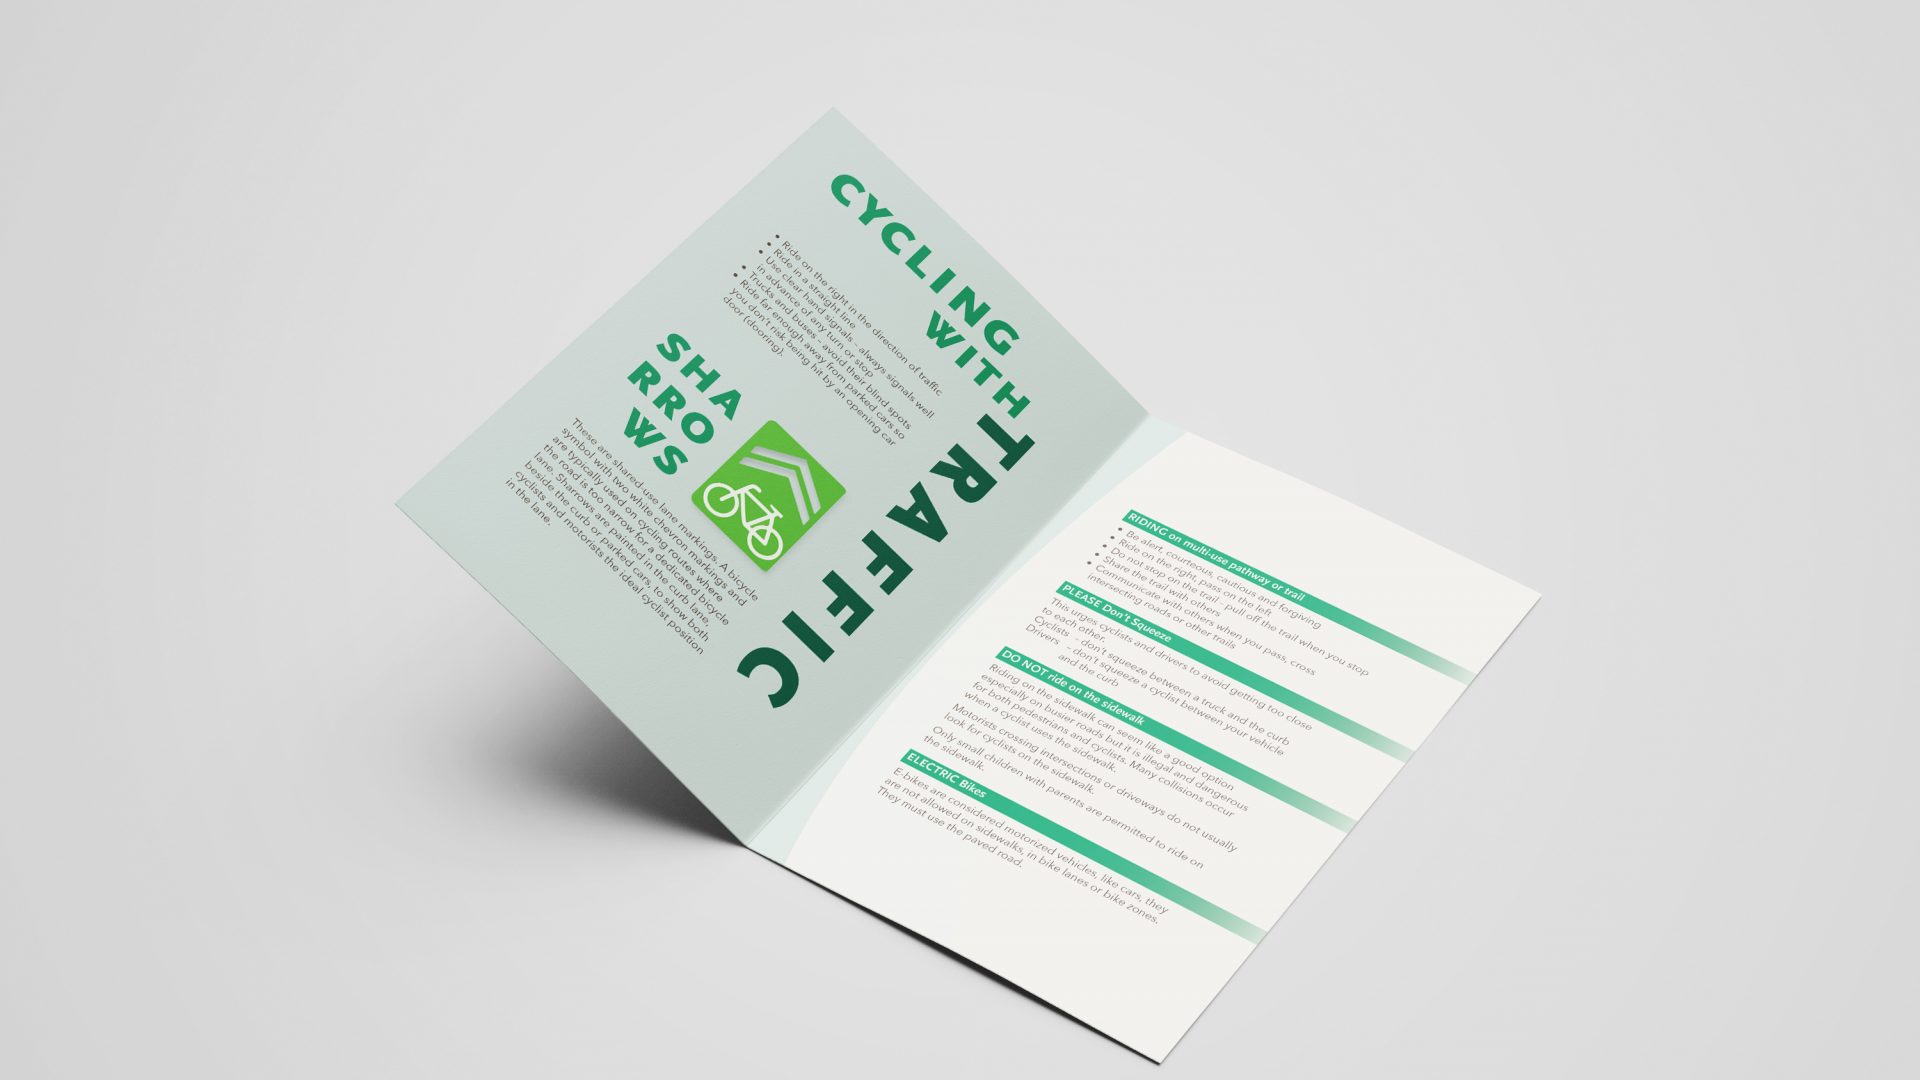 CYCLING
WITH
TRAFFIC
• Ride on the right in the direction of traffic
• Ride in a straight line
• Use clear hand signals - always signals well
in advance of any turn or stop
• Trucks and buses - avoid their blind spots
• Ride far enough away from parked cars so
you don't risk being hit by an opening car
door (dooring).
SHA
RRO
WS
These are shared-use lane markings. A bicycle
symbol with two white chevron markings and
are typically used on cycling routes where
the road is too narrow for a dedicated bicycle
lane. Sharrows are painted in the curb lane,
beside the curb or parked cars, to show both,
cyclists and motorists the ideal cyclist position
in the lane.
RIDING on multi-use pathway or trail
• Be alert, courteous, cautious and forgiving
• Ride on the right, pass on the left
• Do not stop on the trail - pull off the trail when you stop
• Share the trail with others
• Communicate with others when you pass, cross
intersecting roads or other trails
PLEASE Don't Squeeze
This urges cyclists and drivers to avoid getting too close
to each other.
Cyclists - don't squeeze between a truck and the curb
Drivers - don't squeeze a cyclist between your vehicle
and the curb
DO NOT ride on the sidewalk
Riding on the sidewalk can seem like a good option
especially on busier roads but it is illegal and dangerous
for both pedestrians and cyclists. Many collisions occur
when a cyclist uses the sidewalk.
Motorists crossing intersections or driveways do not usually
look for cyclists on the sidewalk.
Only small children with parents are permitted to ride on
the sidewalk.
ELECTRIC Bikes
E-bikes are considered motorized vehicles, like cars, they
are not allowed on sidewalks, in bike lanes or bike zones.
They must use the paved road.